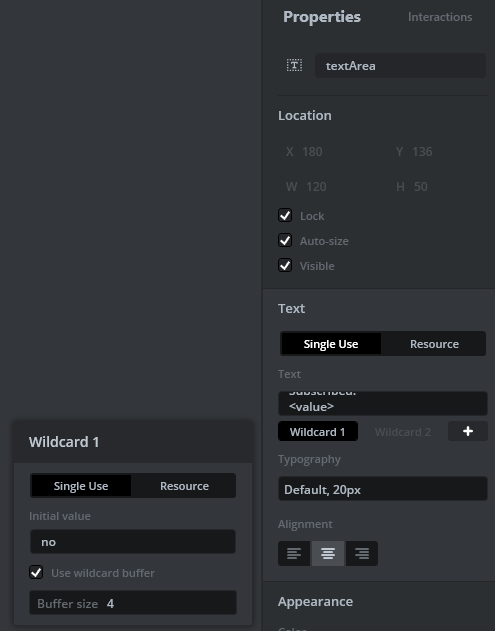 Properties
Interactions
textArea
Location
X 180
Y 136
W 120
H 50
Lock
Auto-size
Visible
Text
Single Use
Resource
Text
Subscribed:
<value>
Wildcard 1
Wildcard 2
+
Typography
Default, 20px
Alignment
Appearance
Color
Wildcard 1
Single Use
Resource
Initial value
no
Use wildcard buffer
Buffer size 4